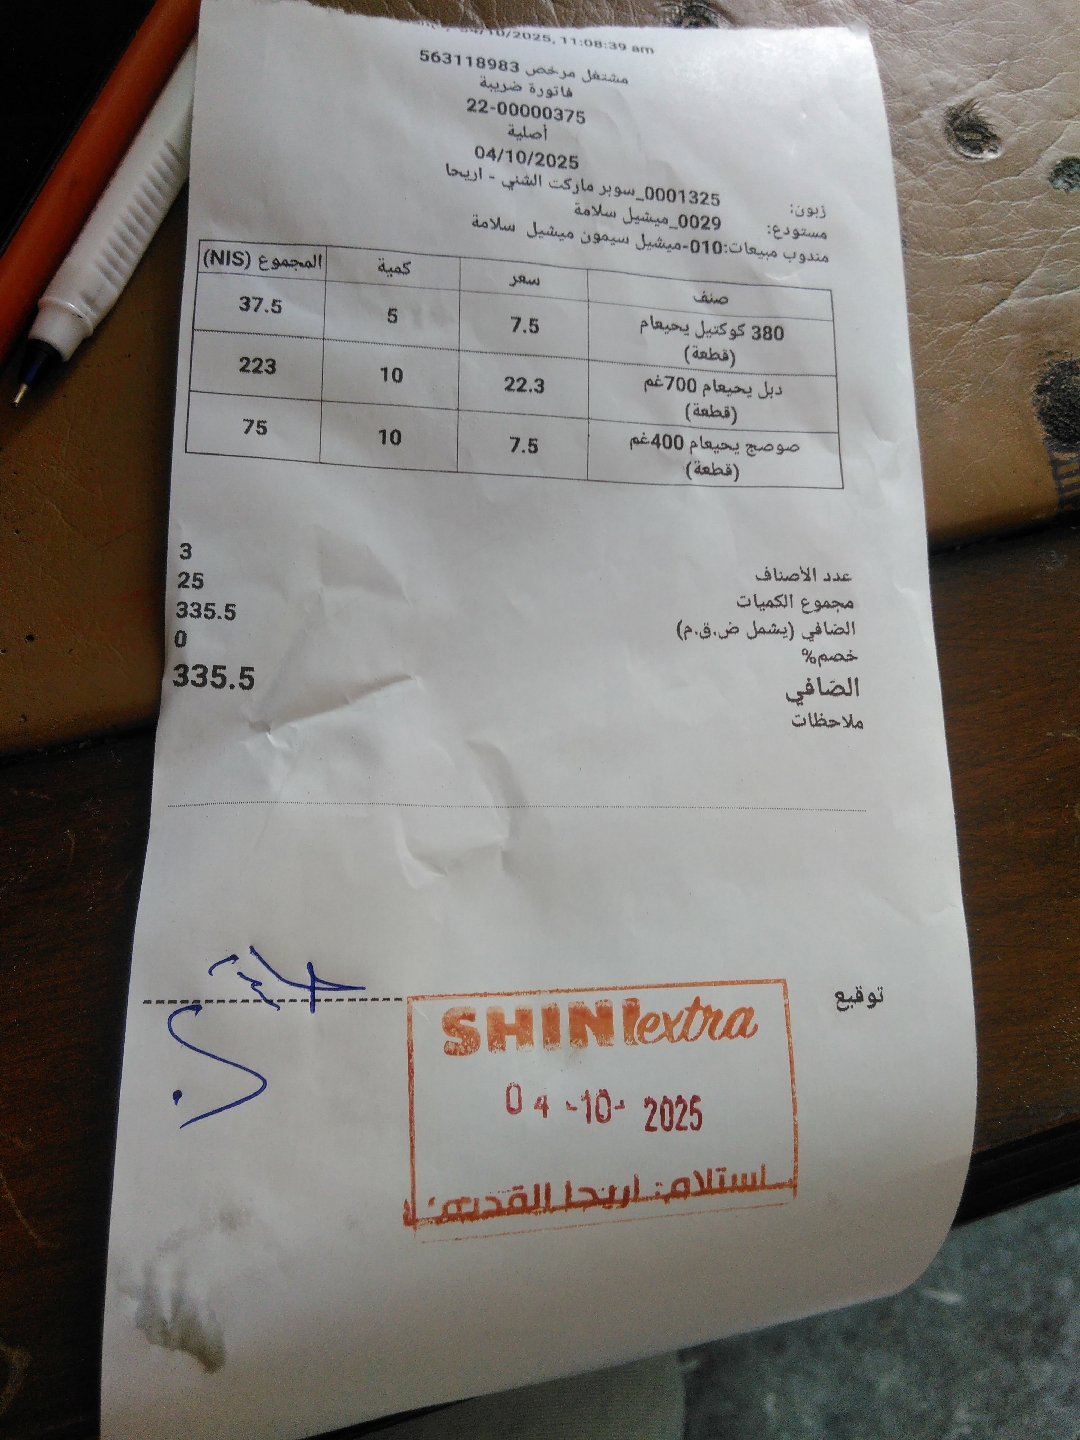 04/10/2025, 11:08:39 am
مشتغل مرخص 563118983
فاتورة ضريبة
22-00000375
أصلية
04/10/2025
زبون: 0001325_سوبر ماركت الشني - اريحا
مستودع: 0029_ميشيل سلامة
مندوب مبيعات:010-ميشيل سيمون ميشيل سلامة
صنف سعر كمية المجموع (NIS)
380 كوكتيل يحيعام (قطعة) 7.5 5 37.5
دبل يحيعام 700غم (قطعة) 22.3 10 223
صوصج يحيعام 400غم (قطعة) 7.5 10 75
عدد الأصناف 3
مجموع الكميات 25
الصافي (يشمل ض.ق.م) 335.5
خصم% 0
الصافي 335.5
ملاحظات
توقيع
SHINI extra
04-10-2025
استلام: اريحا القديمة